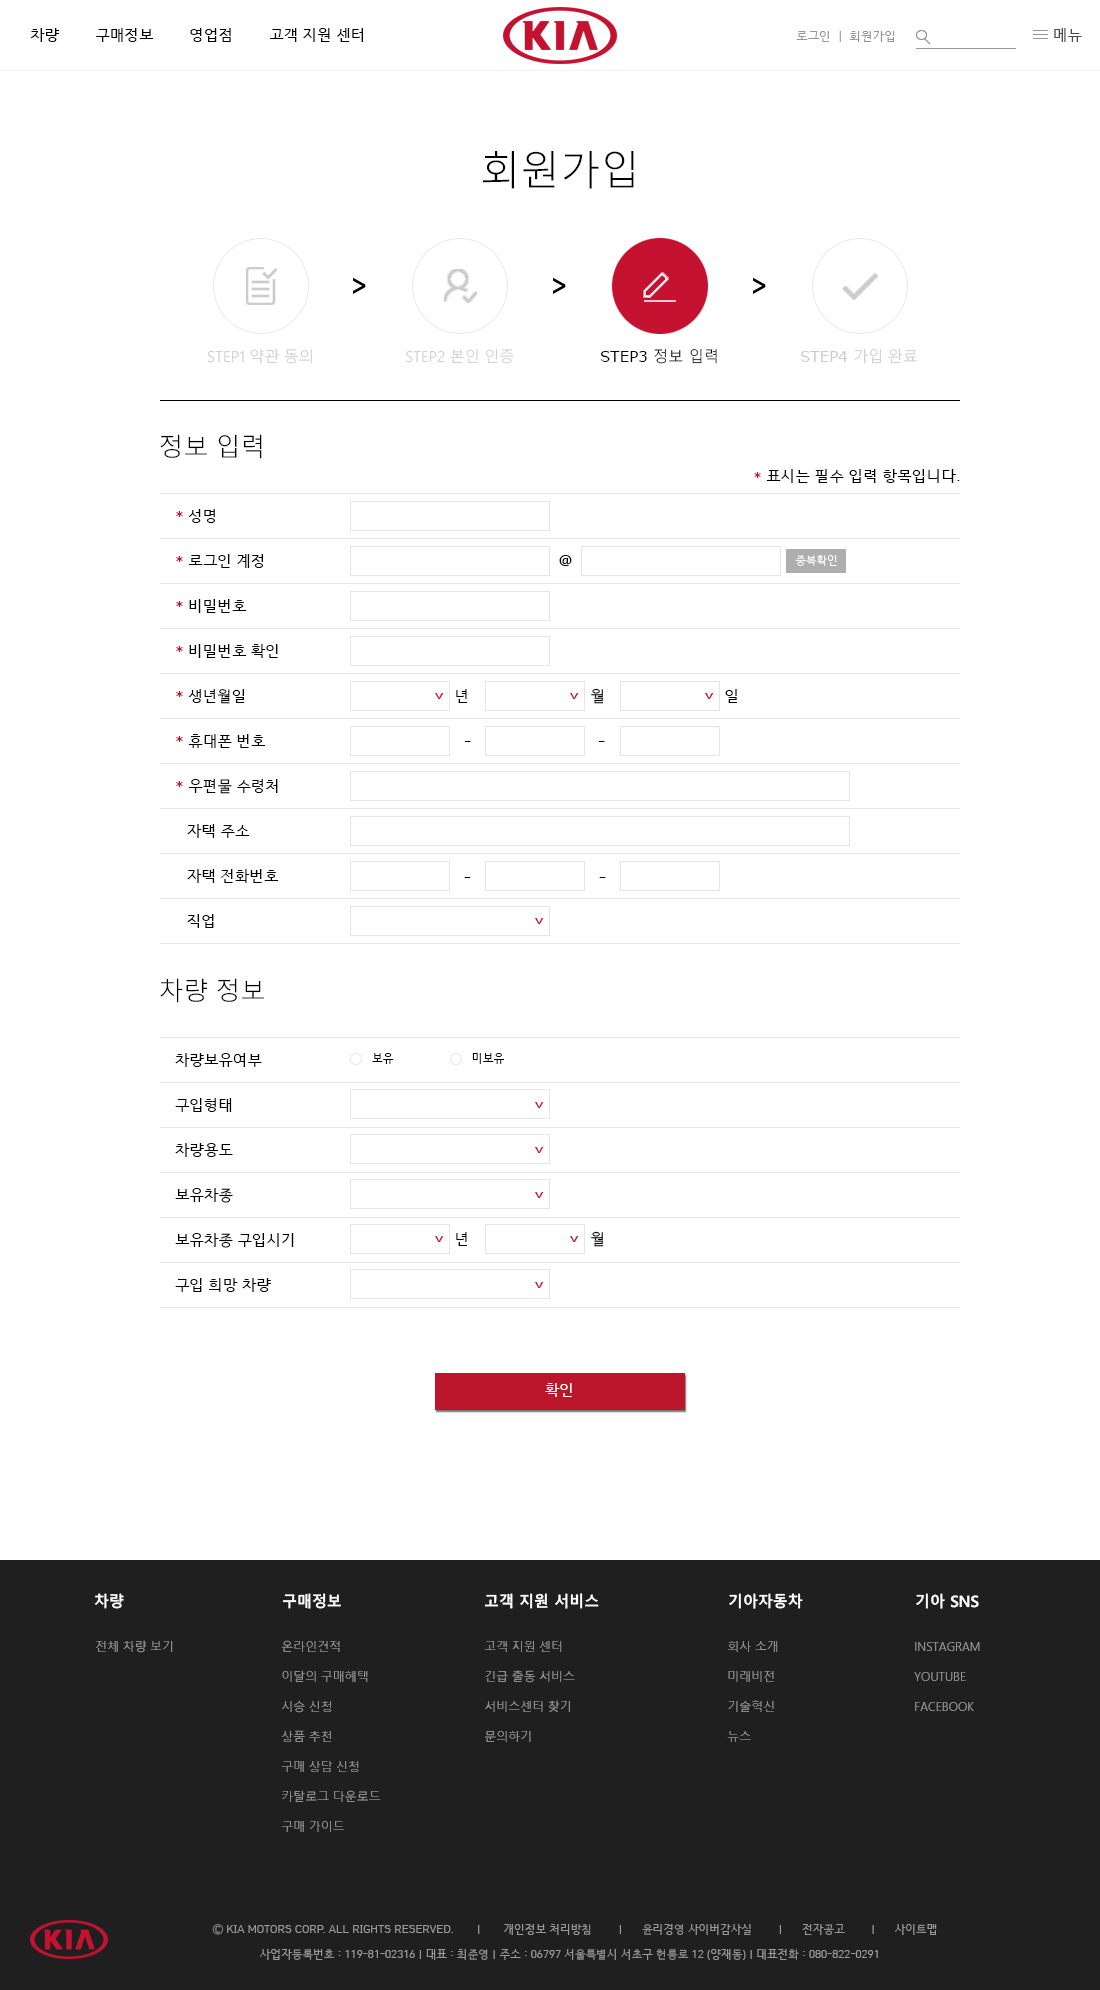 차량 구매정보 영업점 고객 지원 센터 KIA 로그인 | 회원가입 메뉴
회원가입
> > >
STEP1 약관 동의 STEP2 본인 인증 STEP3 정보 입력 STEP4 가입 완료
정보 입력
* 표시는 필수 입력 항목입니다.
* 성명
* 로그인 계정 @ 중복확인
* 비밀번호
* 비밀번호 확인
* 생년월일 년 월 일
* 휴대폰 번호 - -
* 우편물 수령처
자택 주소
자택 전화번호 - -
직업
차량 정보
차량보유여부 보유 미보유
구입형태
차량용도
보유차종
보유차종 구입시기 년 월
구입 희망 차량
확인
차량 구매정보 고객 지원 서비스 기아자동차 기아 SNS
전체 차량 보기 온라인견적 고객 지원 센터 회사 소개 INSTAGRAM
이달의 구매혜택 긴급 출동 서비스 미래비전 YOUTUBE
시승 신청 서비스센터 찾기 기술혁신 FACEBOOK
상품 추천 문의하기 뉴스
구매 상담 신청
카탈로그 다운로드
구매 가이드
KIA
© KIA MOTORS CORP. ALL RIGHTS RESERVED. | 개인정보 처리방침 | 윤리경영 사이버감사실 | 전자공고 | 사이트맵
사업자등록번호 : 119-81-02316 | 대표 : 최준영 | 주소 : 06797 서울특별시 서초구 헌릉로 12 (양재동) | 대표전화 : 080-822-0291